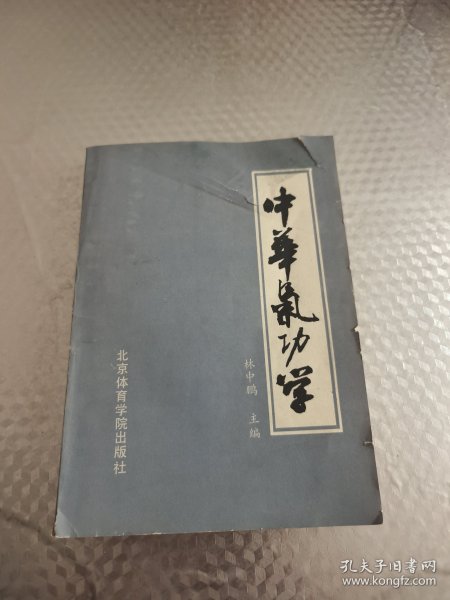 中華氣功学
林中鹏 主编
北京体育学院出版社
孔夫子旧书网
www.kongfz.com